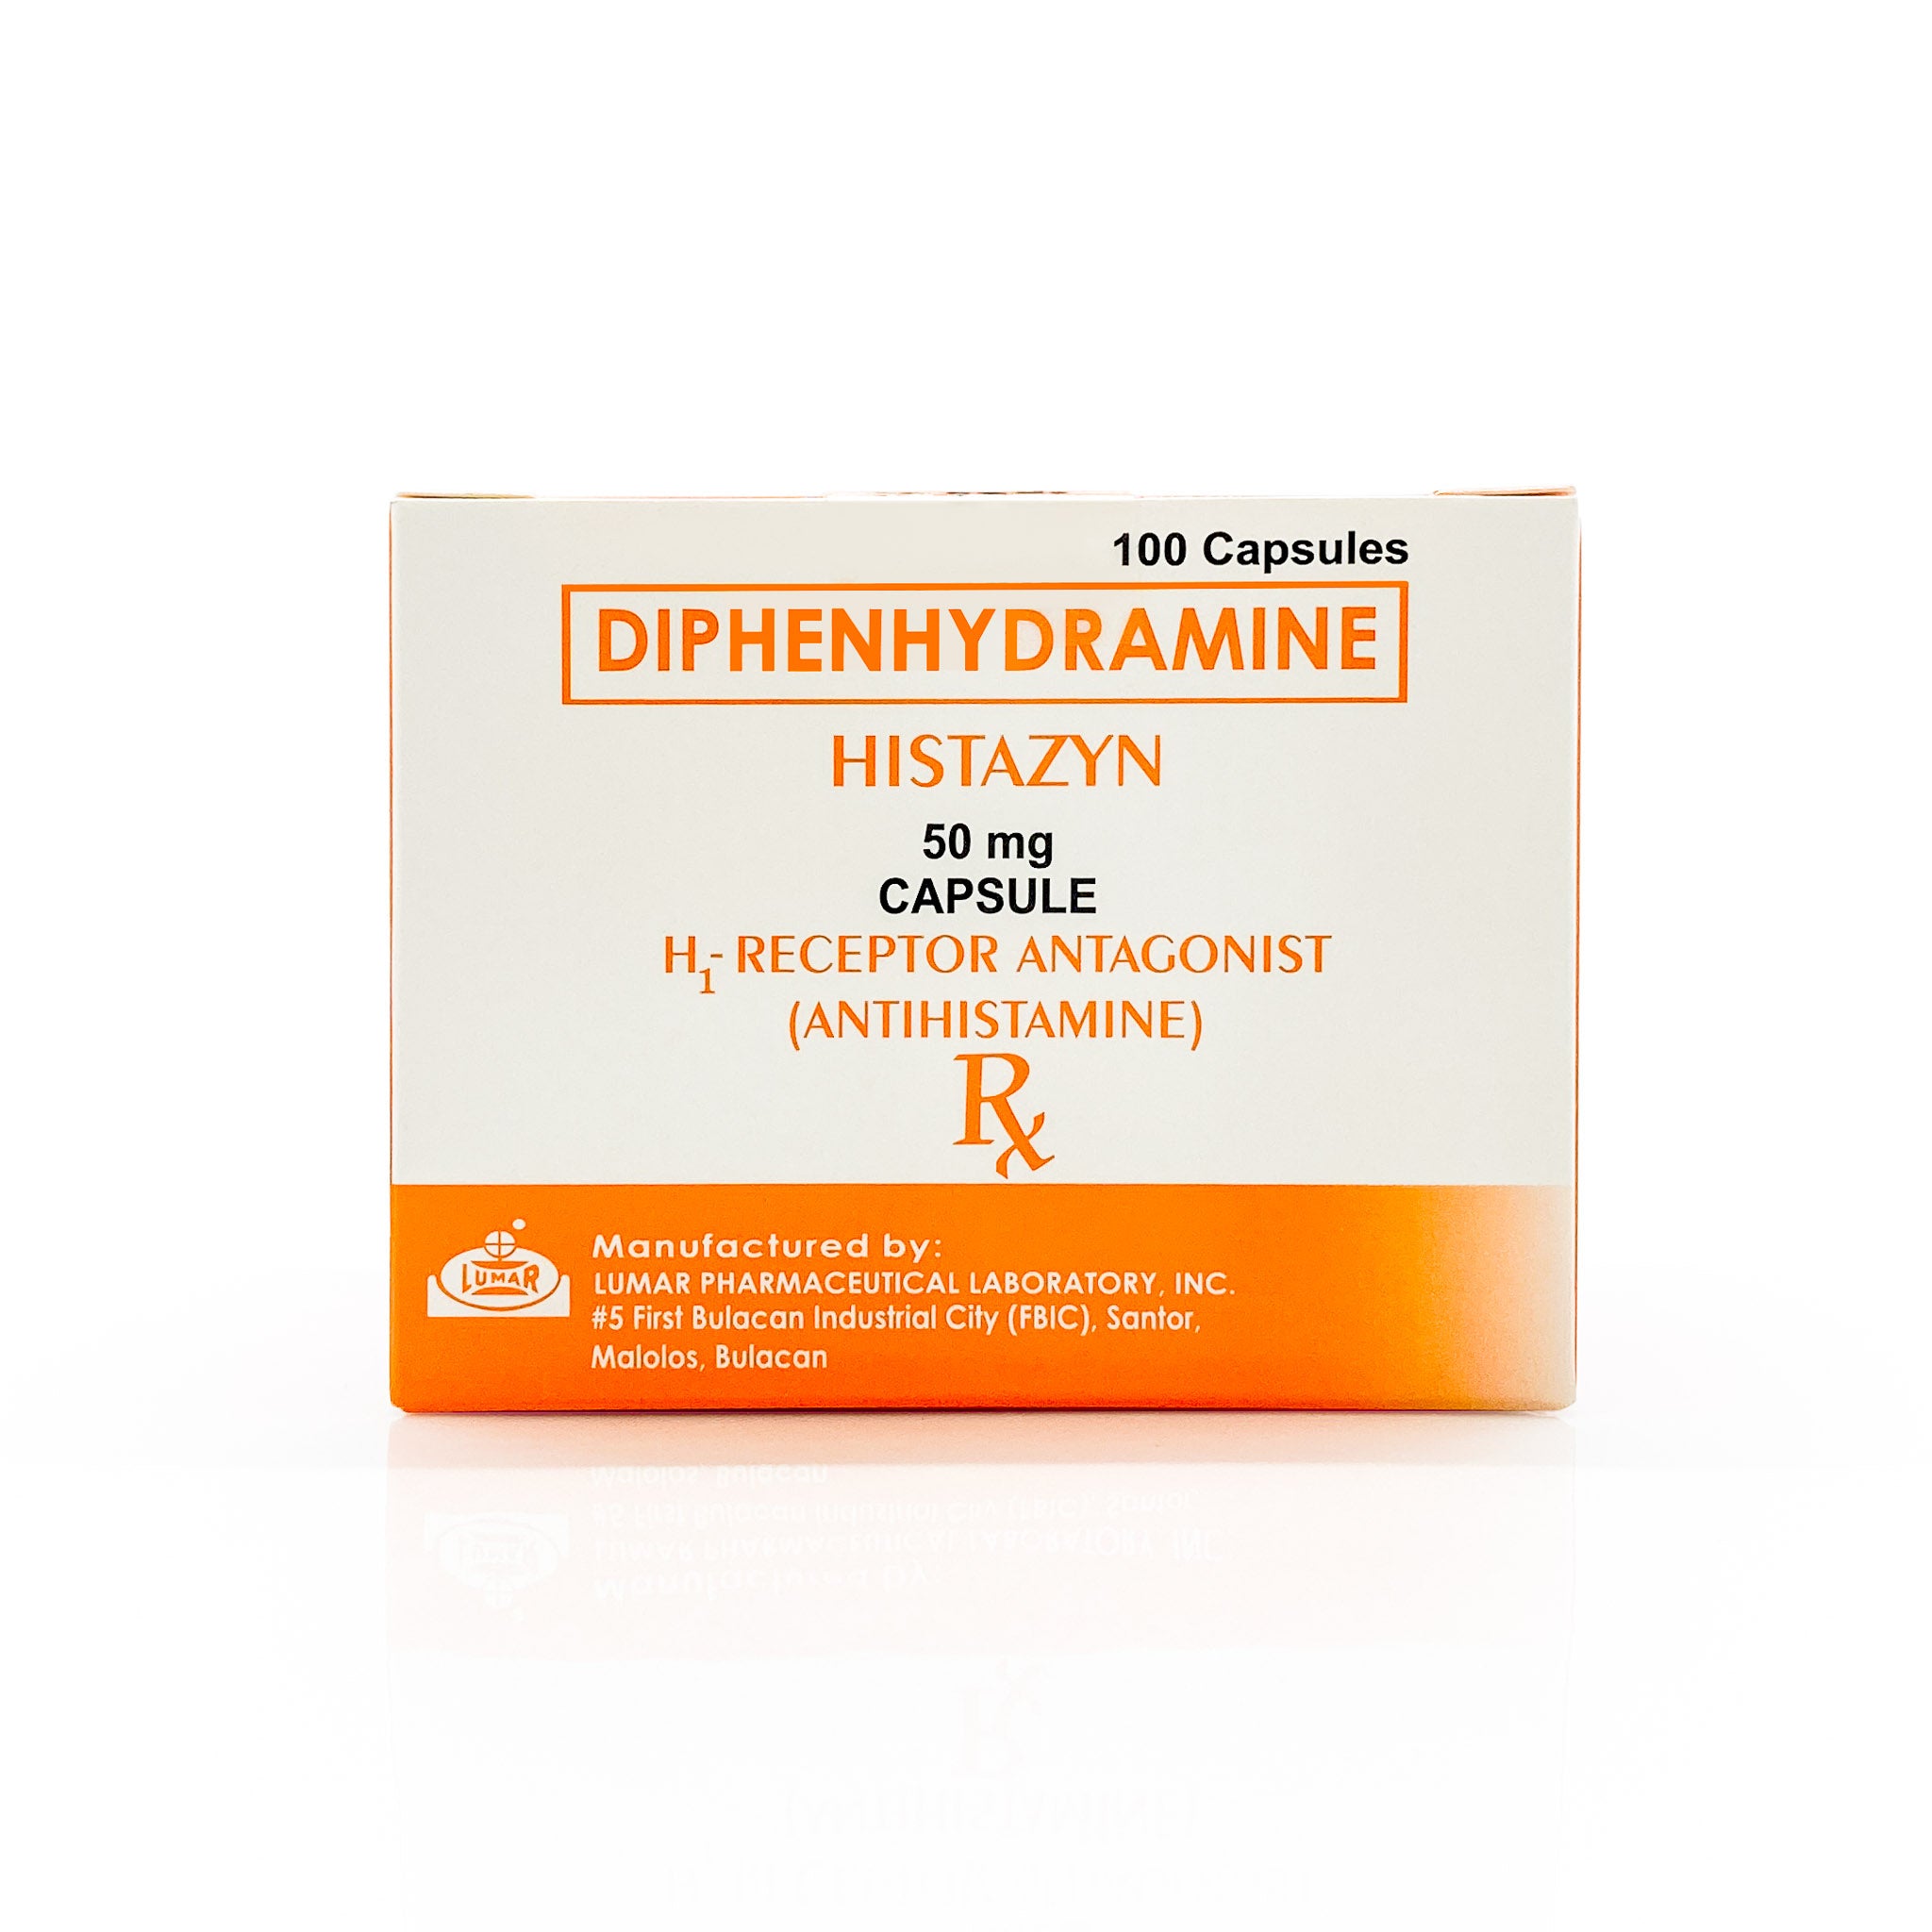 100 Capsules
DIPHENHYDRAMINE
HISTAZYN
50 mg
CAPSULE
H₁- RECEPTOR ANTAGONIST
(ANTIHISTAMINE)
Rx
LUMAR
Manufactured by:
LUMAR PHARMACEUTICAL LABORATORY, INC.
#5 First Bulacan Industrial City (FBIC), Santor,
Malolos, Bulacan